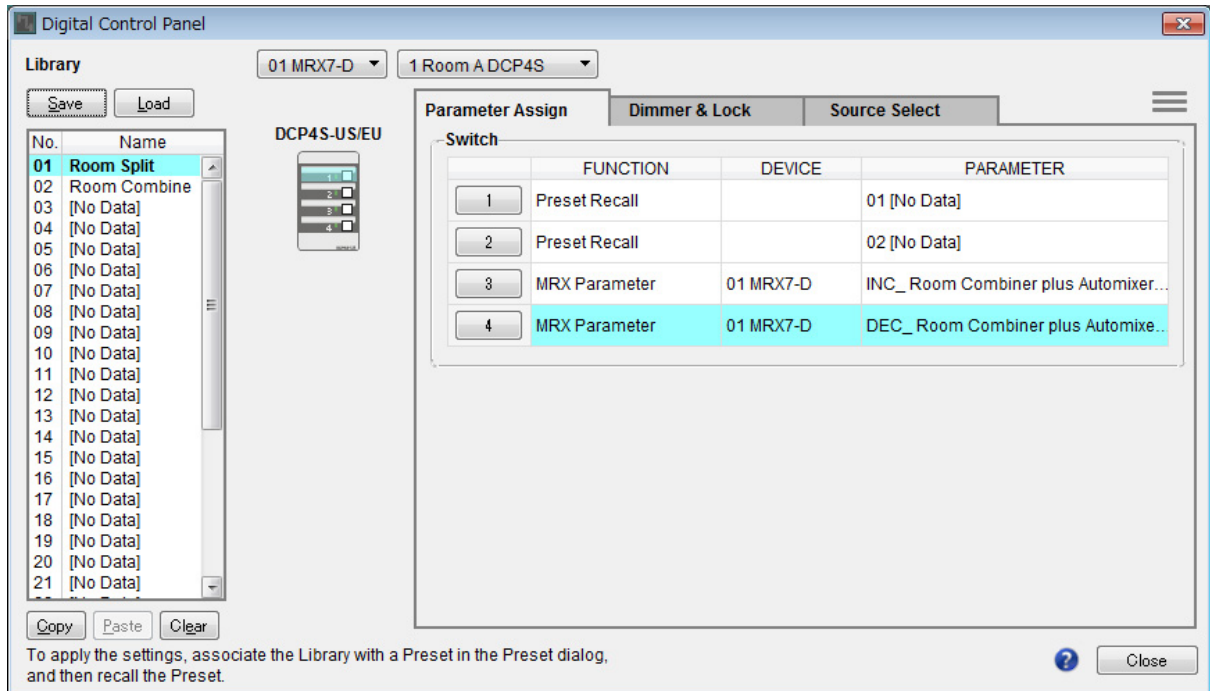 Digital Control Panel
Library
01 MRX7-D
1 Room A DCP4S
Save
Load
No. Name
01 Room Split
02 Room Combine
03 [No Data]
04 [No Data]
05 [No Data]
06 [No Data]
07 [No Data]
08 [No Data]
09 [No Data]
10 [No Data]
11 [No Data]
12 [No Data]
13 [No Data]
14 [No Data]
15 [No Data]
16 [No Data]
17 [No Data]
18 [No Data]
19 [No Data]
20 [No Data]
21 [No Data]
Copy
Paste
Clear
DCP4S-US/EU
1
2
3
4
Parameter Assign
Dimmer & Lock
Source Select
Switch
FUNCTION DEVICE PARAMETER
1 Preset Recall 01 [No Data]
2 Preset Recall 02 [No Data]
3 MRX Parameter 01 MRX7-D INC_ Room Combiner plus Automixer...
4 MRX Parameter 01 MRX7-D DEC_ Room Combiner plus Automixe...
To apply the settings, associate the Library with a Preset in the Preset dialog,
and then recall the Preset.
?
Close